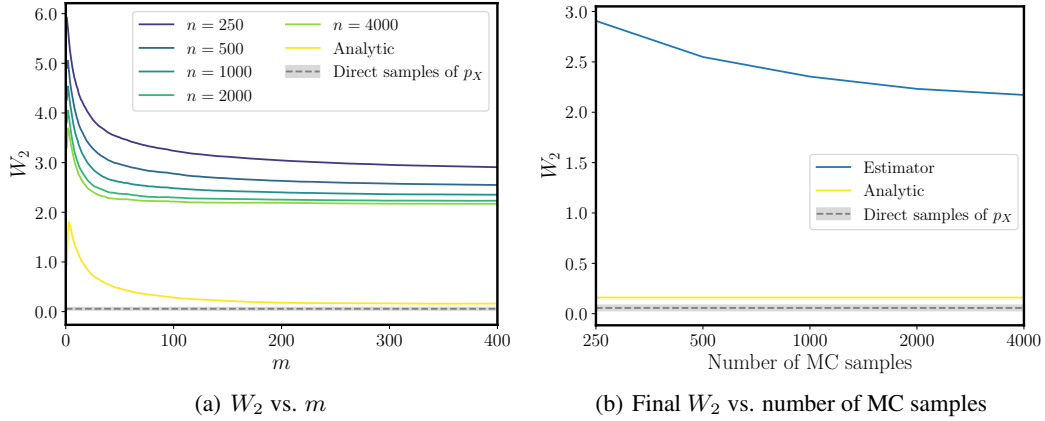 6.0
5.0
4.0
3.0
2.0
1.0
0.0
W₂
n = 250
n = 500
n = 1000
n = 2000
n = 4000
Analytic
Direct samples of p_X
0 100 200 300 400
m
(a) W₂ vs. m
3.0
2.5
2.0
1.5
1.0
0.5
0.0
W₂
Estimator
Analytic
Direct samples of p_X
250 500 1000 2000 4000
Number of MC samples
(b) Final W₂ vs. number of MC samples